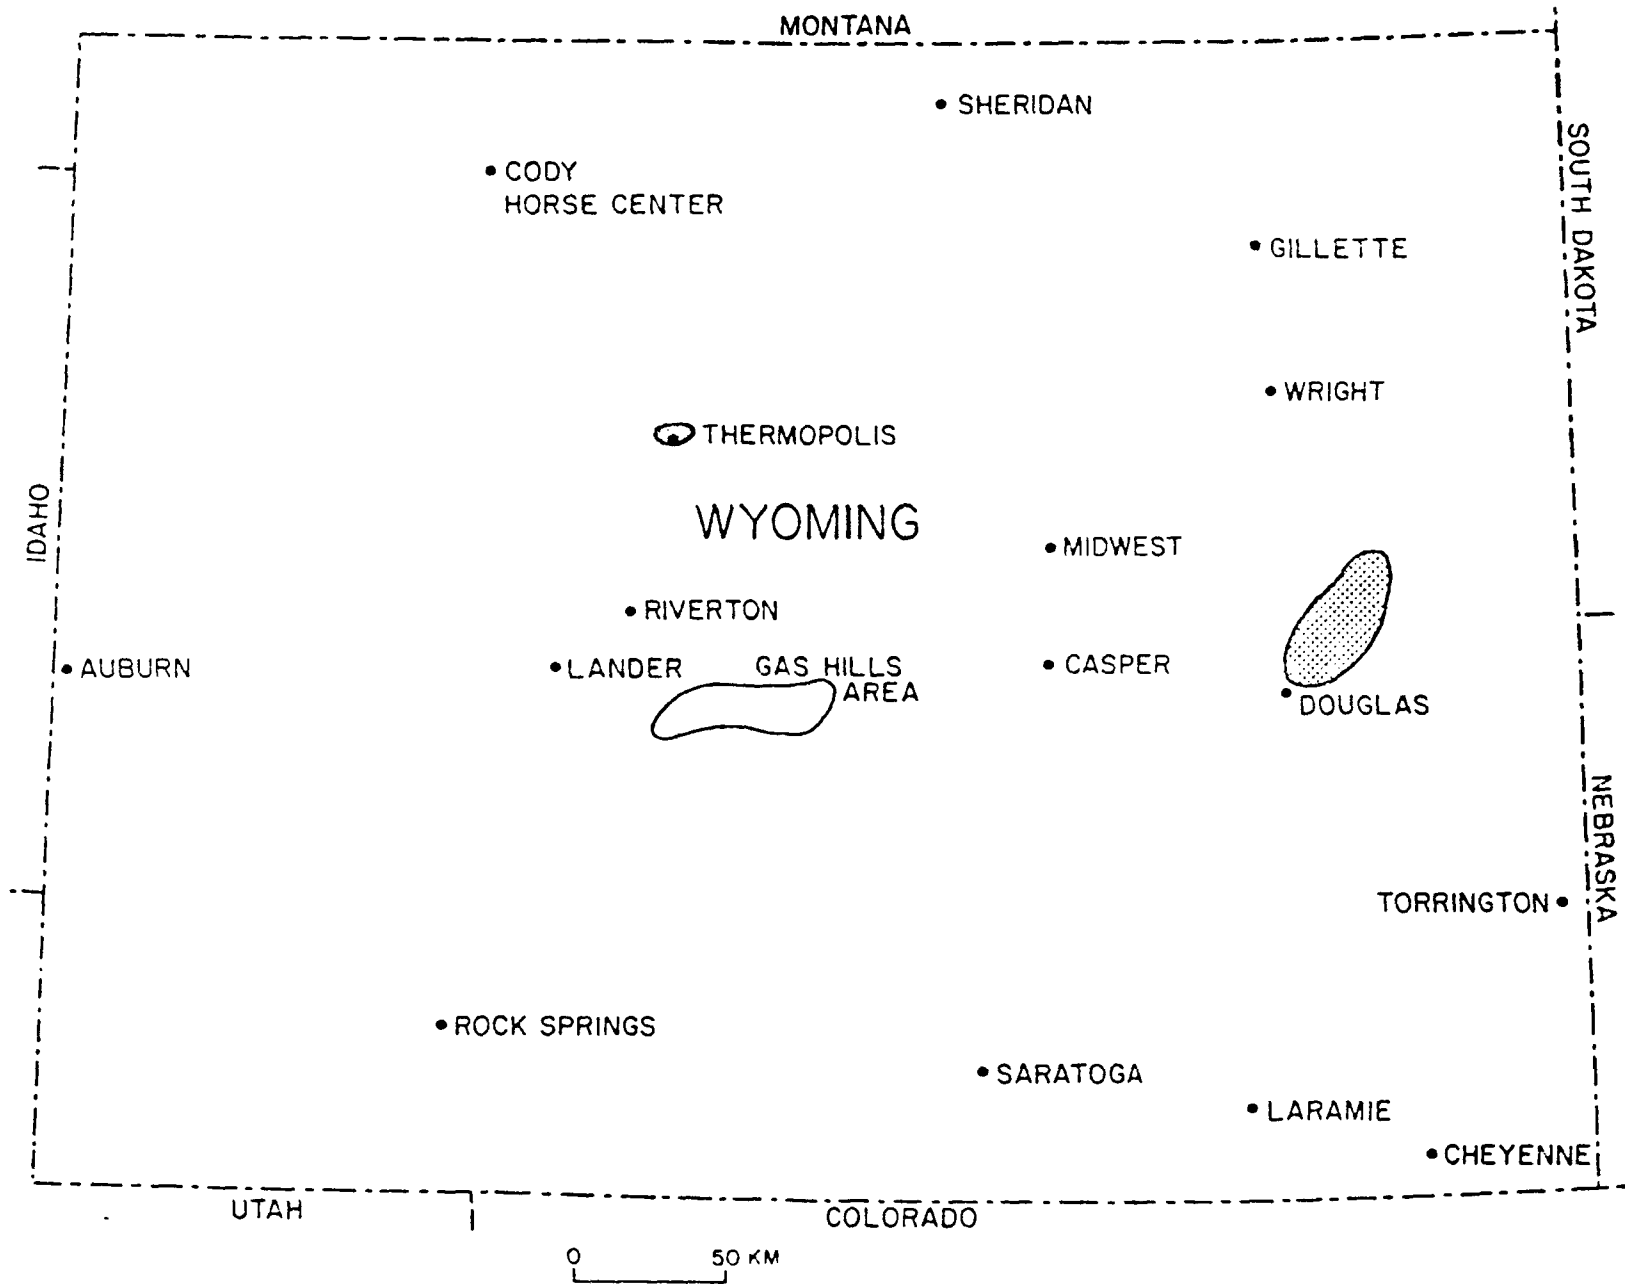 MONTANA
SHERIDAN
CODY
HORSE CENTER
SOUTH DAKOTA
GILLETTE
WRIGHT
THERMOPOLIS
IDAHO
WYOMING
MIDWEST
RIVERTON
AUBURN
LANDER
GAS HILLS
AREA
CASPER
DOUGLAS
NEBRASKA
TORRINGTON
ROCK SPRINGS
SARATOGA
LARAMIE
CHEYENNE
UTAH
COLORADO
0 50 KM